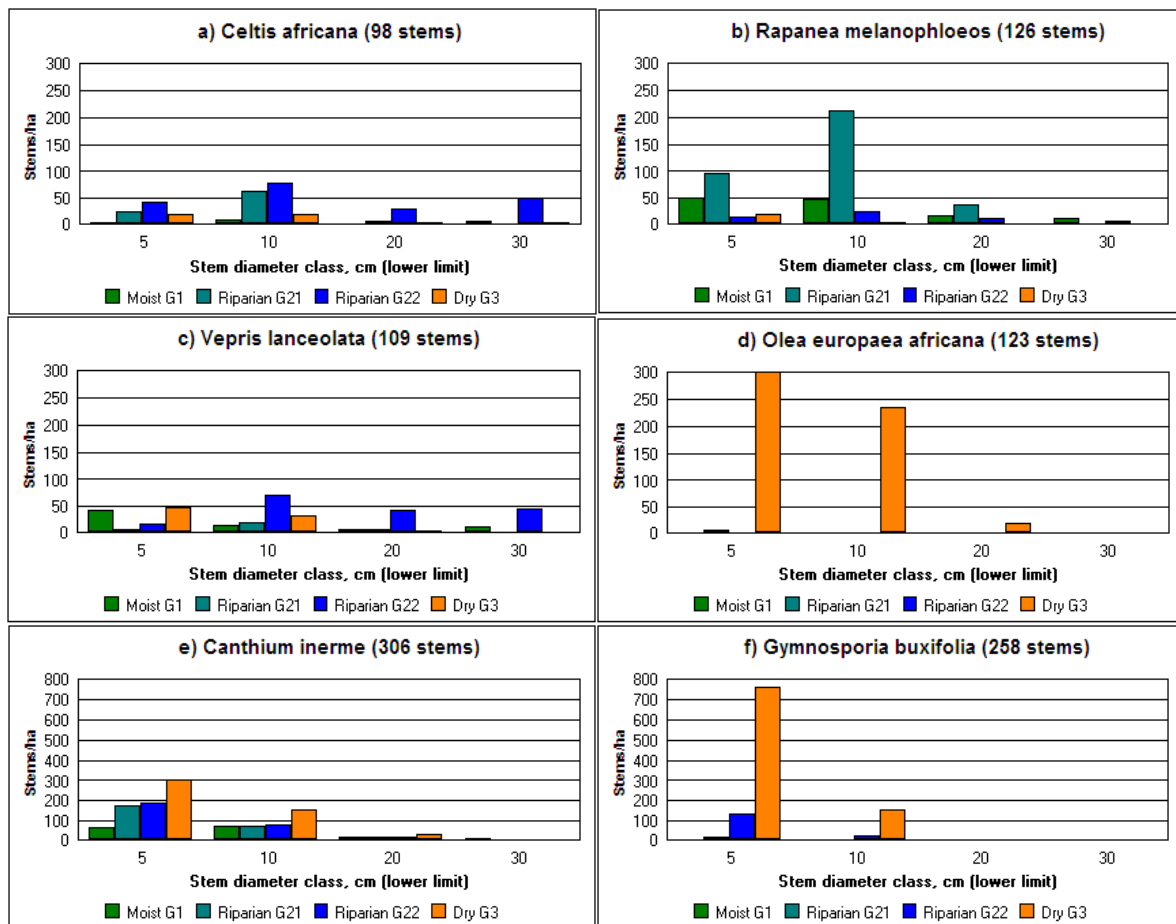 a) Celtis africana (98 stems)
300
250
200
150
100
50
0
Stems/ha
5 10 20 30
Stem diameter class, cm (lower limit)
Moist G1 Riparian G21 Riparian G22 Dry G3
b) Rapanea melanophloeos (126 stems)
300
250
200
150
100
50
0
Stems/ha
5 10 20 30
Stem diameter class, cm (lower limit)
Moist G1 Riparian G21 Riparian G22 Dry G3
c) Vepris lanceolata (109 stems)
300
250
200
150
100
50
0
Stems/ha
5 10 20 30
Stem diameter class, cm (lower limit)
Moist G1 Riparian G21 Riparian G22 Dry G3
d) Olea europaea africana (123 stems)
300
250
200
150
100
50
0
Stems/ha
5 10 20 30
Stem diameter class, cm (lower limit)
Moist G1 Riparian G21 Riparian G22 Dry G3
e) Canthium inerme (306 stems)
800
700
600
500
400
300
200
100
0
Stems/ha
5 10 20 30
Stem diameter class, cm (lower limit)
Moist G1 Riparian G21 Riparian G22 Dry G3
f) Gymnosporia buxifolia (258 stems)
800
700
600
500
400
300
200
100
0
Stems/ha
5 10 20 30
Stem diameter class, cm (lower limit)
Moist G1 Riparian G21 Riparian G22 Dry G3